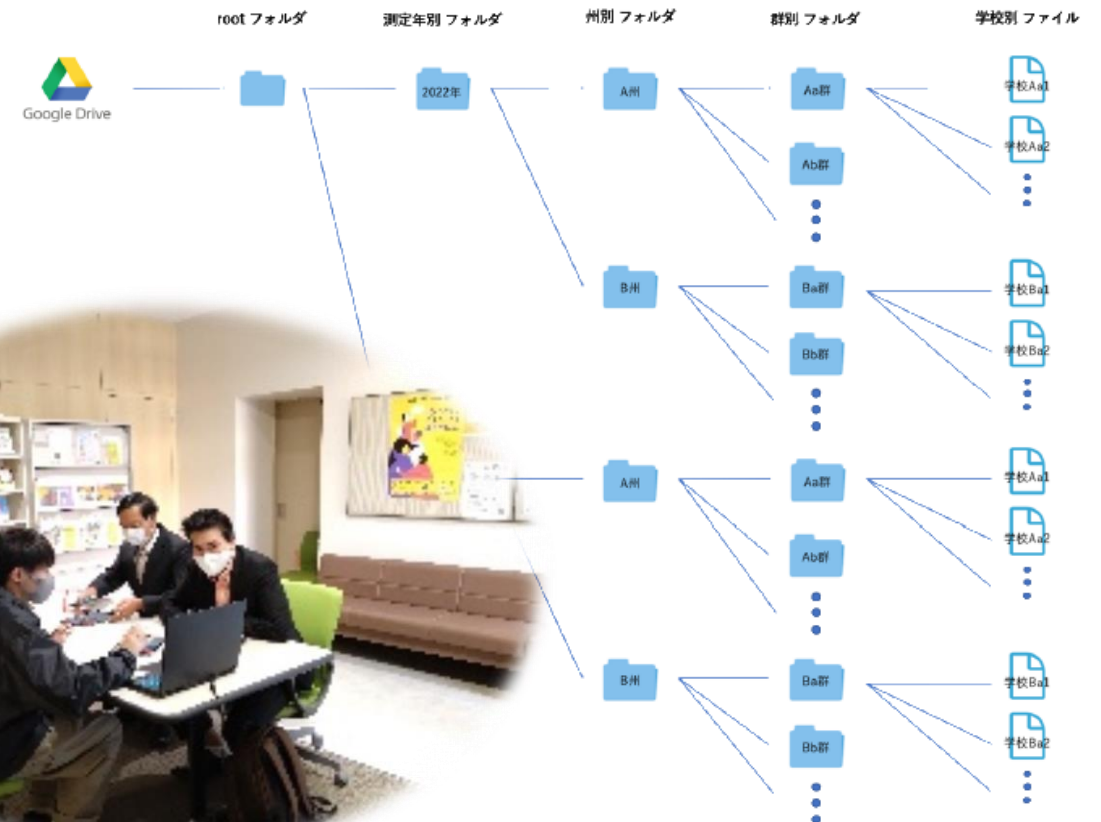 root フォルダ
測定年別 フォルダ
州別 フォルダ
群別 フォルダ
学校別 ファイル
Google Drive
2022年
A州
Aa群
学校Aa1
学校Aa2
Ab群
B州
Ba群
学校Ba1
Bb群
学校Ba2
A州
Aa群
学校Aa1
学校Aa2
Ab群
B州
Ba群
学校Ba1
学校Ba2
Bb群